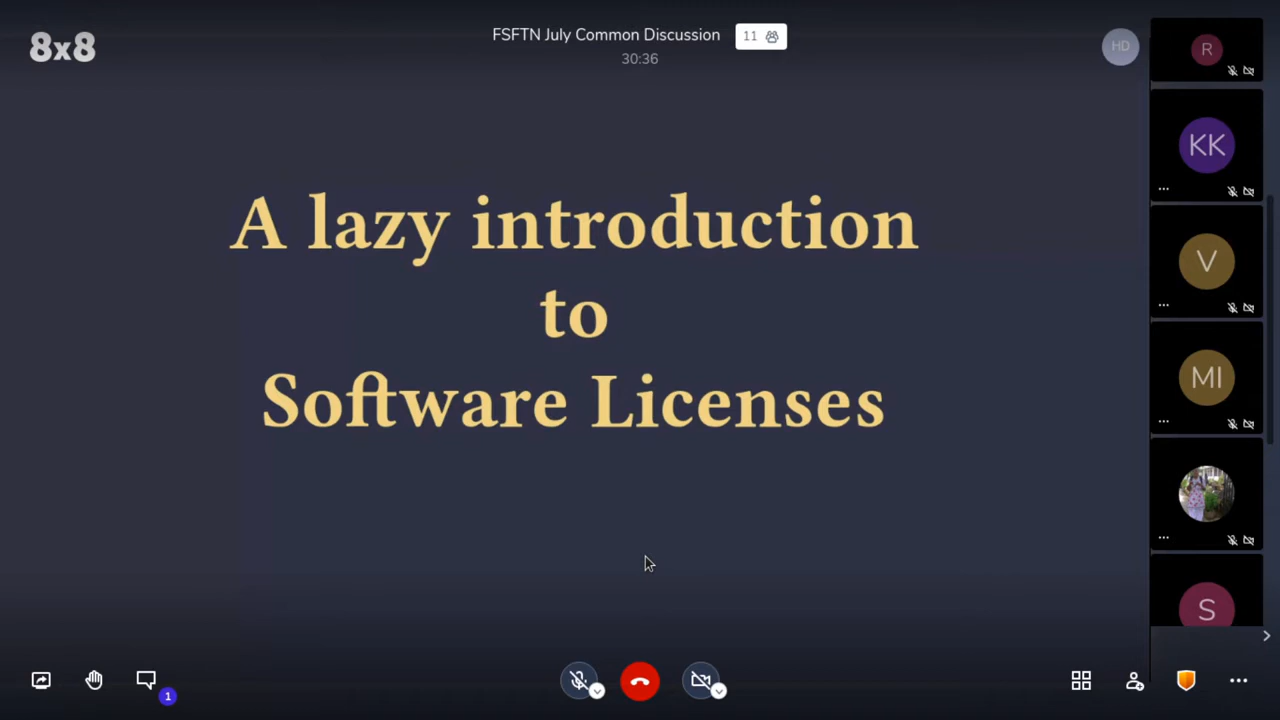 8x8
FSFTN July Common Discussion
11
30:36
HD
R
KK
A lazy introduction
to
Software Licenses
V
MI
S
1